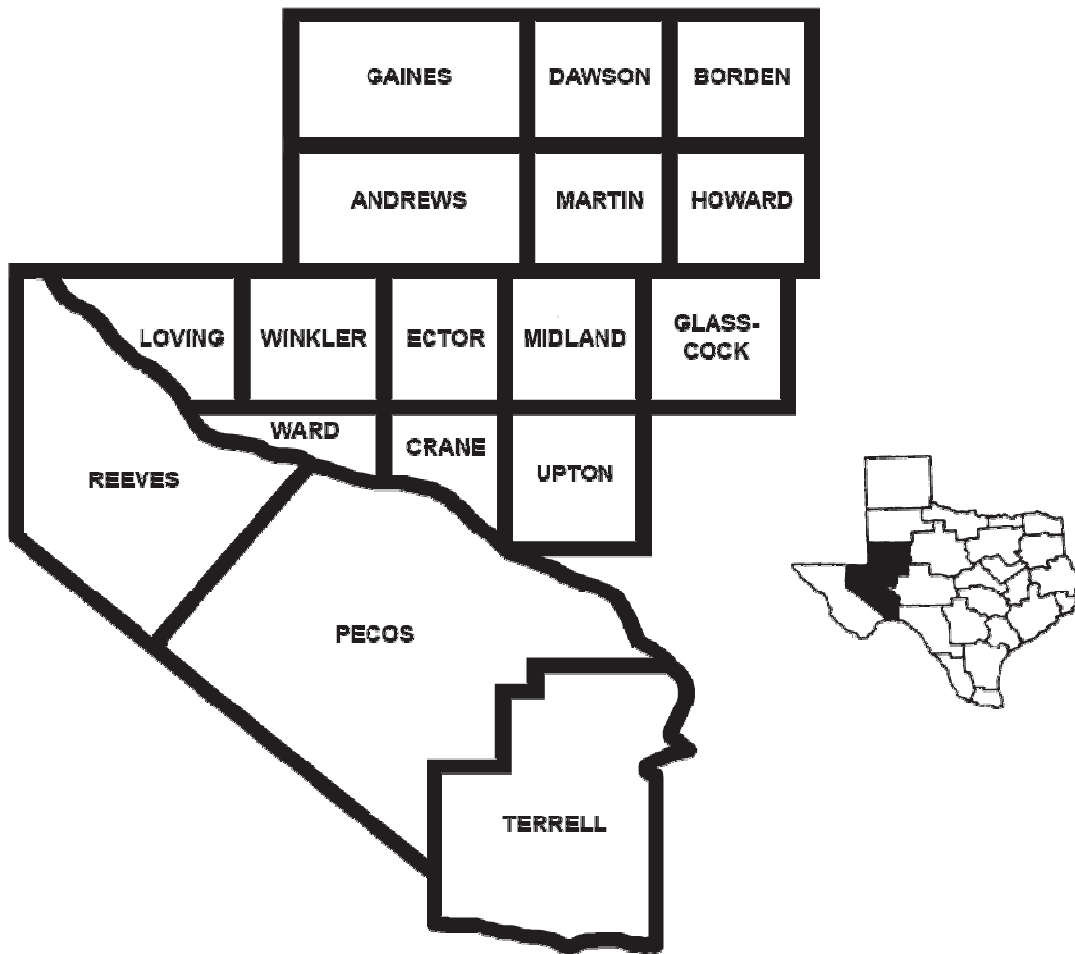 GAINES
DAWSON
BORDEN
ANDREWS
MARTIN
HOWARD
LOVING
WINKLER
ECTOR
MIDLAND
GLASS-
COCK
WARD
CRANE
UPTON
REEVES
PECOS
TERRELL